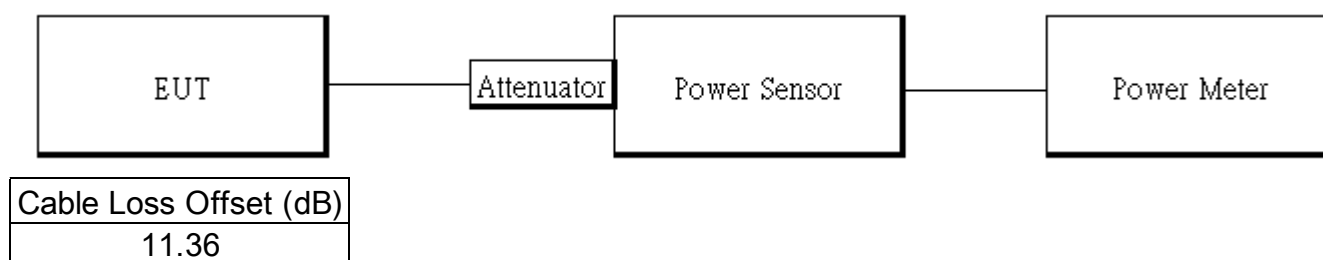 EUT
Attenuator
Power Sensor
Power Meter
Cable Loss Offset (dB)
11.36